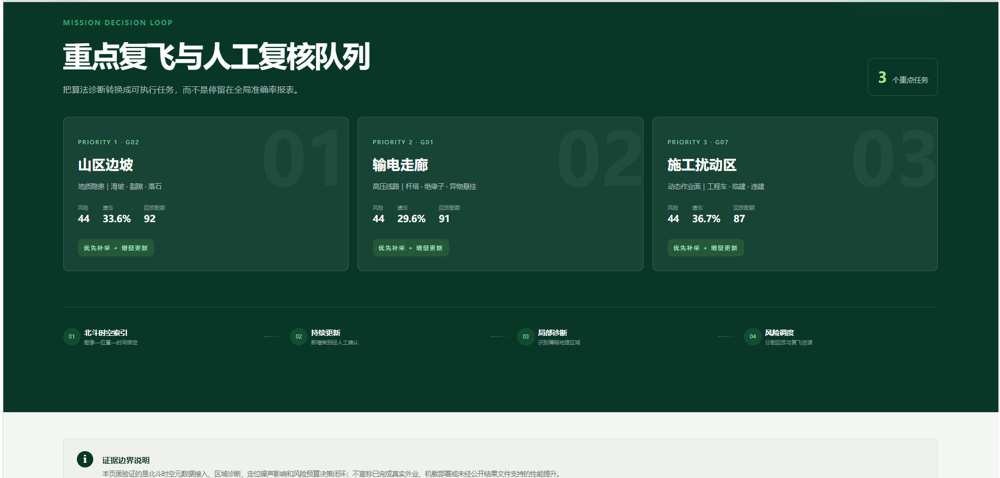 MISSION DECISION LOOP
重点复飞与人工复核队列
把算法诊断转换成可执行任务，而不是停留在全局准确率报表。
3 个重点任务
01
PRIORITY 1 · G02
山区边坡
地质隐患 | 滑坡 · 裂隙 · 落石
风险 遗忘 回放配额
44 33.6% 92
优先补采 + 增量更新
02
PRIORITY 2 · G01
输电走廊
高压线路 | 杆塔 · 绝缘子 · 异物悬挂
风险 遗忘 回放配额
44 29.6% 91
优先补采 + 增量更新
03
PRIORITY 3 · G07
施工扰动区
动态作业面 | 工程车 · 临建 · 违建
风险 遗忘 回放配额
44 36.7% 87
优先补采 + 增量更新
01 北斗时空索引
图像—位置—时间绑定
02 持续更新
新增类别经人工确认
03 局部诊断
识别薄弱地理区域
04 风险调度
分配回放与复飞资源
i 证据边界说明
本页面验证的是北斗时空元数据接入、区域诊断、定位噪声影响和风险预算决策闭环；不宣称已完成真实外业、机载部署或未经公开结果文件支持的性能提升。